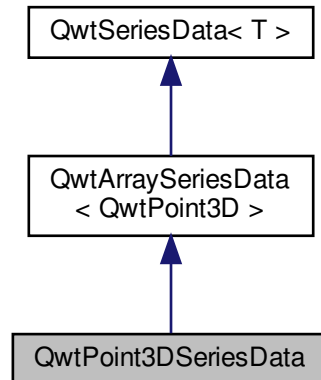 QwtSeriesData< T >
QwtArraySeriesData
< QwtPoint3D >
QwtPoint3DSeriesData